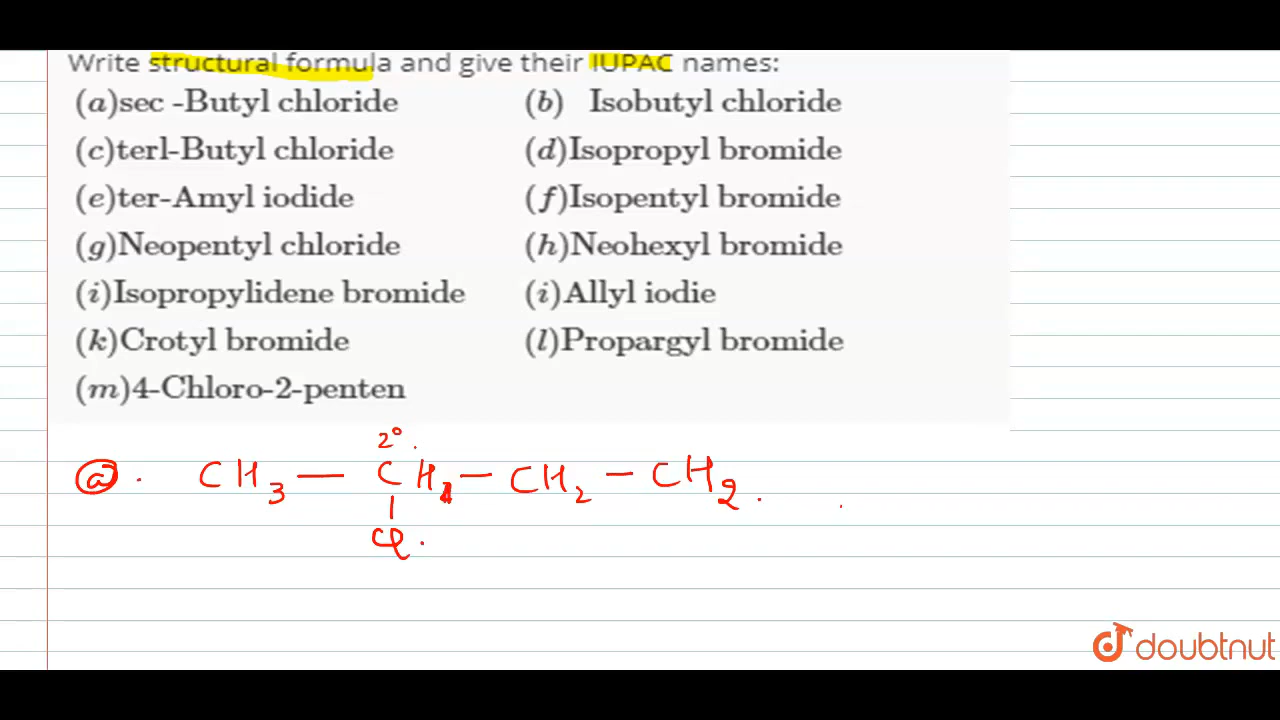 Write structural formula and give their IUPAC names:
(a)sec -Butyl chloride (b) Isobutyl chloride
(c)terl-Butyl chloride (d)Isopropyl bromide
(e)ter-Amyl iodide (f)Isopentyl bromide
(g)Neopentyl chloride (h)Neohexyl bromide
(i)Isopropylidene bromide (i)Allyl iodie
(k)Crotyl bromide (l)Propargyl bromide
(m)4-Chloro-2-penten
2°
(a). CH3 — CH — CH2 — CH2.
Cl.
doubtnut